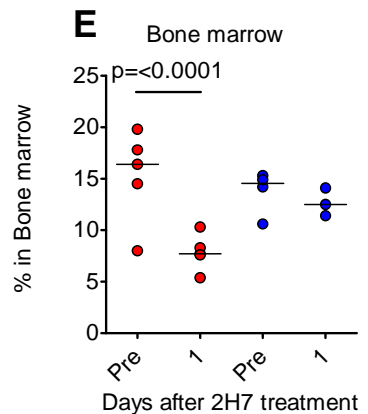 E
Bone marrow
p=<0.0001
25
20
15
10
5
0
% in Bone marrow
Pre
1
Pre
1
Days after 2H7 treatment